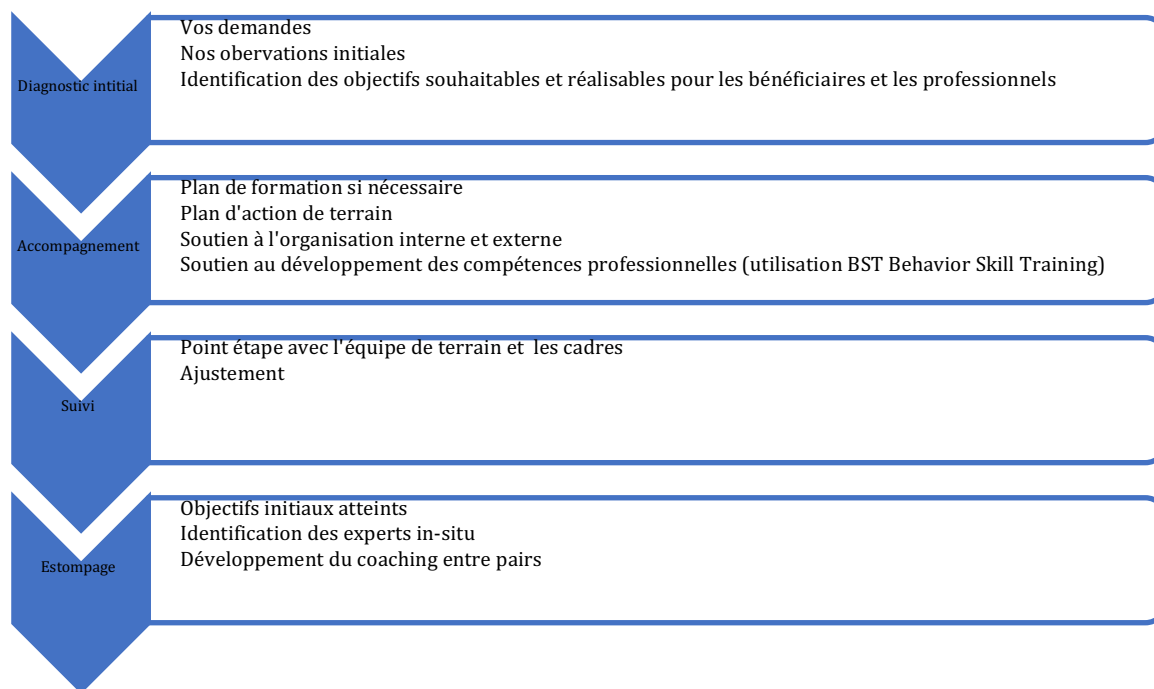 Diagnostic intitial
Vos demandes
Nos obervations initiales
Identification des objectifs souhaitables et réalisables pour les bénéficiaires et les professionnels
Accompagnement
Plan de formation si nécessaire
Plan d'action de terrain
Soutien à l'organisation interne et externe
Soutien au développement des compétences professionnelles (utilisation BST Behavior Skill Training)
Suivi
Point étape avec l'équipe de terrain et  les cadres
Ajustement
Estompage
Objectifs initiaux atteints
Identification des experts in-situ
Développement du coaching entre pairs